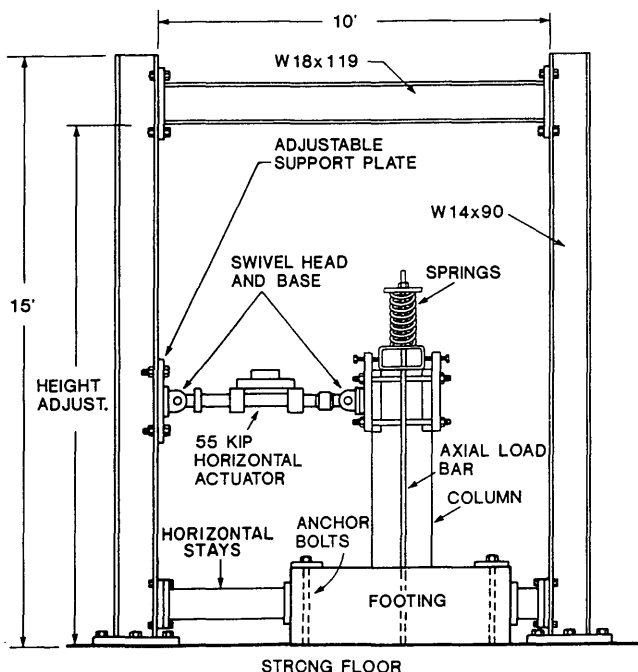 10'
W18x119
ADJUSTABLE
SUPPORT PLATE
W14x90
SWIVEL HEAD
AND BASE
SPRINGS
15'
HEIGHT
ADJUST.
55 KIP
HORIZONTAL
ACTUATOR
AXIAL LOAD
BAR
COLUMN
HORIZONTAL
STAYS
ANCHOR
BOLTS
FOOTING
STRONG FLOOR